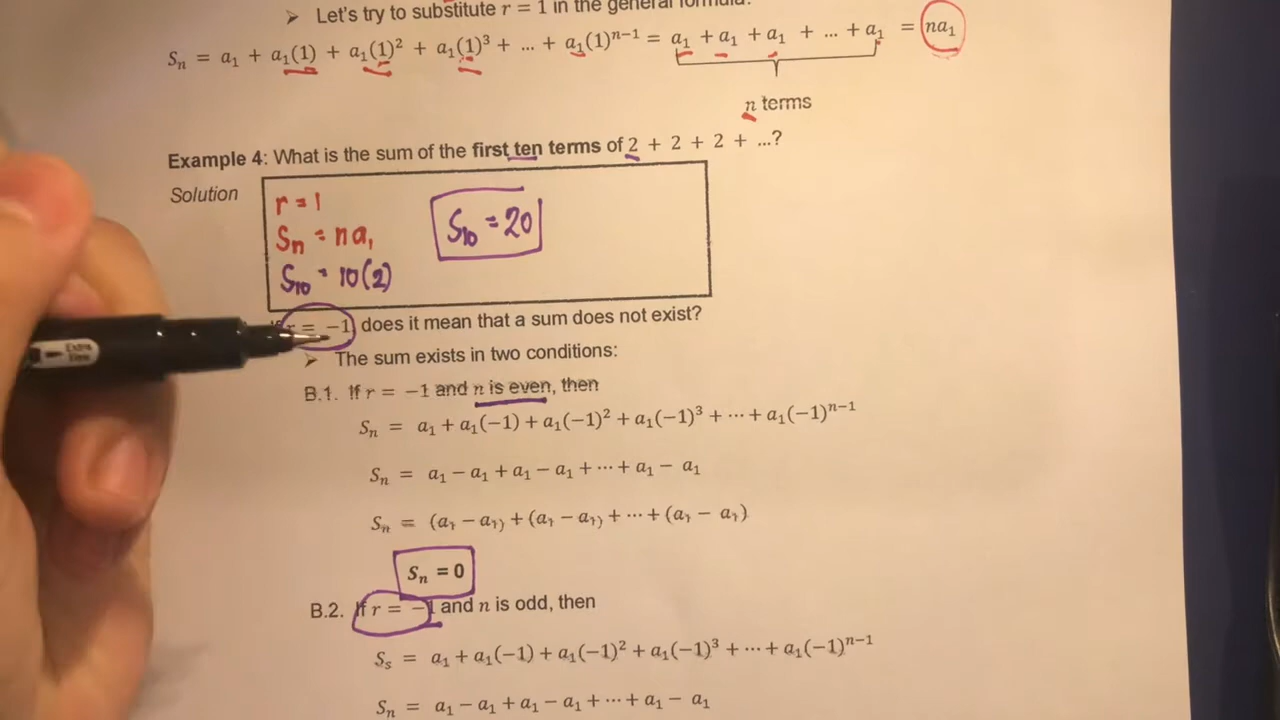 ➤ Let's try to substitute r = 1 in the general formula.
Sₙ = a₁ + a₁(1) + a₁(1)² + a₁(1)³ + ... + a₁(1)ⁿ⁻¹ = a₁ + a₁ + a₁ + ... + a₁ = na₁
n terms
Example 4: What is the sum of the first ten terms of 2 + 2 + 2 + ...?
Solution
r = 1
Sₙ = na₁
S₁₀ = 10(2)
S₁₀ = 20
r = −1 does it mean that a sum does not exist?
➤ The sum exists in two conditions:
B.1. If r = −1 and n is even, then
Sₙ = a₁ + a₁(−1) + a₁(−1)² + a₁(−1)³ + ⋯ + a₁(−1)ⁿ⁻¹
Sₙ = a₁ − a₁ + a₁ − a₁ + ⋯ + a₁ − a₁
Sₙ = (a₁ − a₁) + (a₁ − a₁) + ⋯ + (a₁ − a₁)
Sₙ = 0
B.2. If r = −1 and n is odd, then
Sₛ = a₁ + a₁(−1) + a₁(−1)² + a₁(−1)³ + ⋯ + a₁(−1)ⁿ⁻¹
Sₙ = a₁ − a₁ + a₁ − a₁ + ⋯ + a₁ − a₁